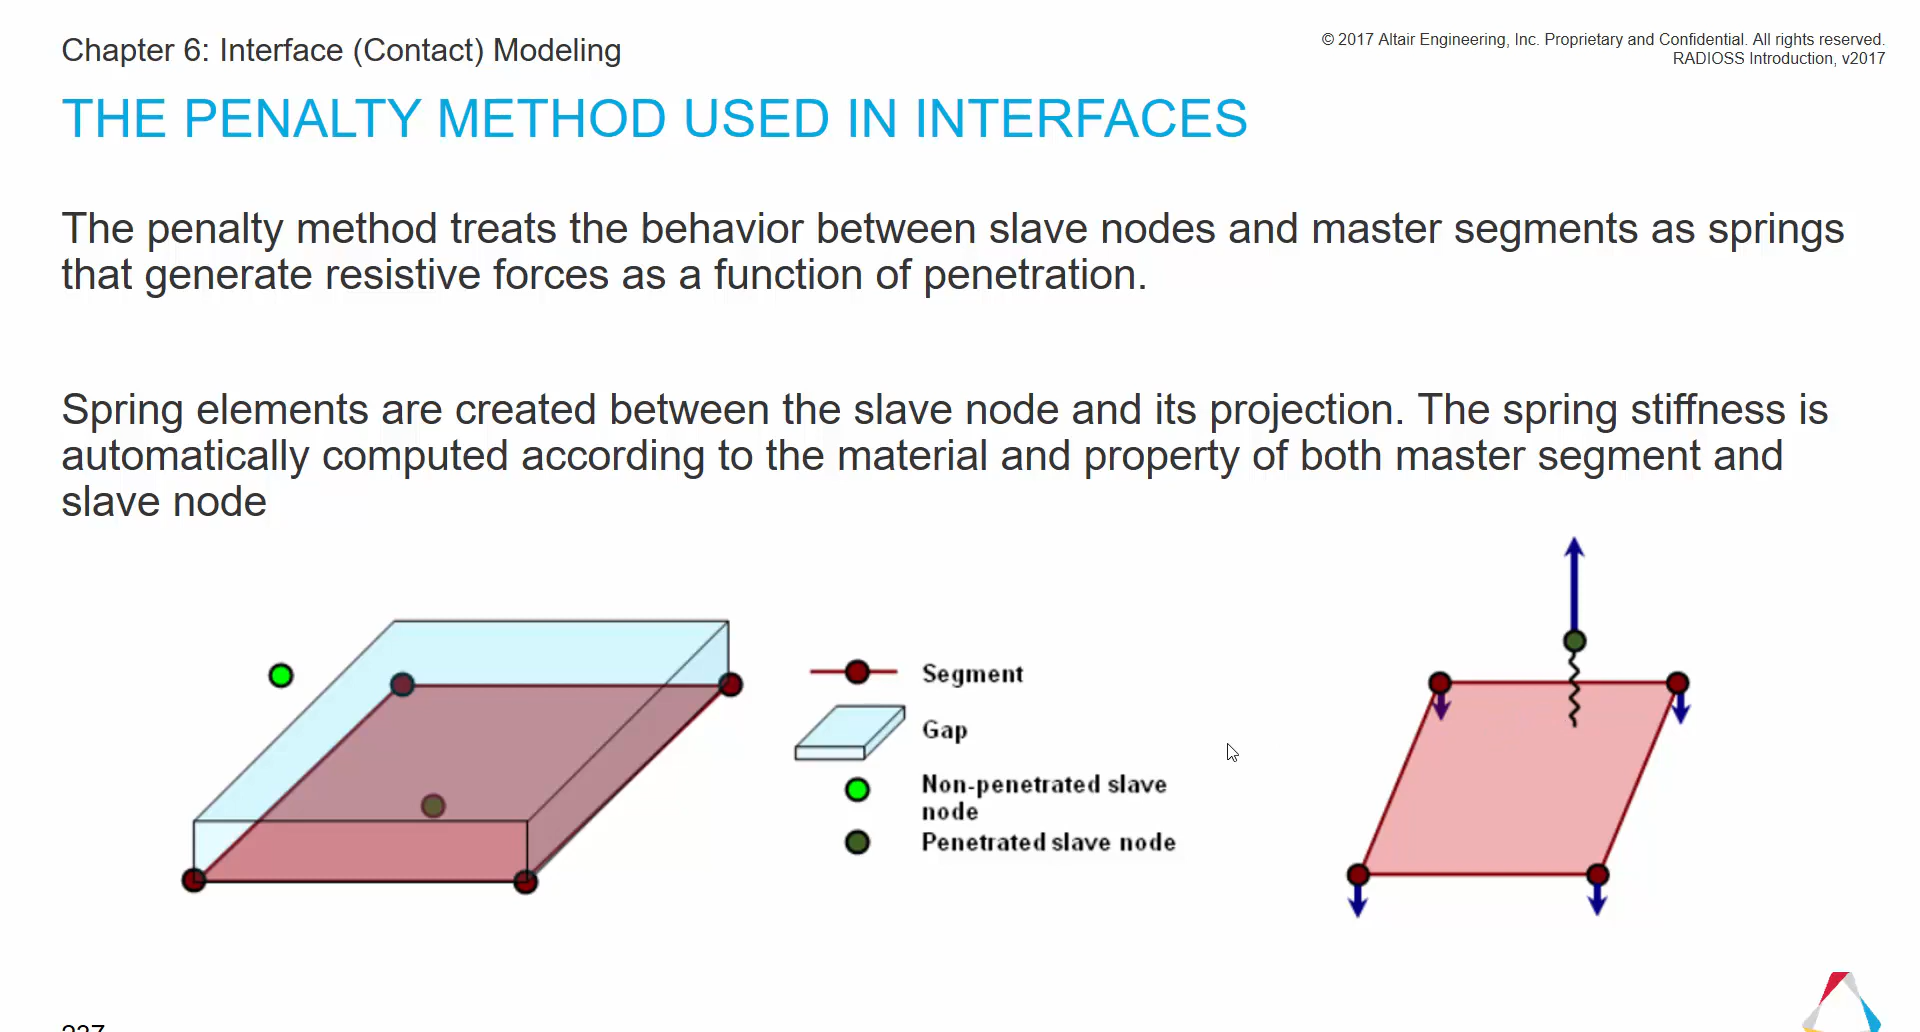 Chapter 6: Interface (Contact) Modeling
© 2017 Altair Engineering, Inc. Proprietary and Confidential. All rights reserved.
RADIOSS Introduction, v2017
THE PENALTY METHOD USED IN INTERFACES
The penalty method treats the behavior between slave nodes and master segments as springs
that generate resistive forces as a function of penetration.
Spring elements are created between the slave node and its projection. The spring stiffness is
automatically computed according to the material and property of both master segment and
slave node
Segment
Gap
Non-penetrated slave
node
Penetrated slave node